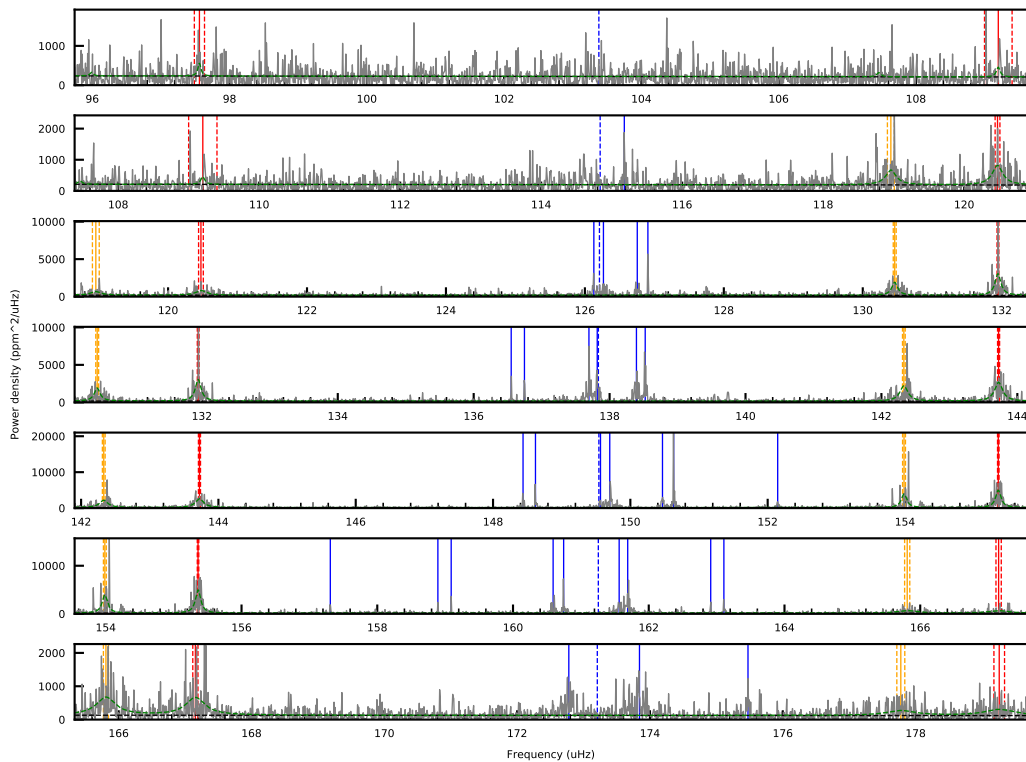 1000
0
96 98 100 102 104 106 108
2000
1000
0
108 110 112 114 116 118 120
10000
5000
0
120 122 124 126 128 130 132
10000
5000
0
132 134 136 138 140 142 144
20000
10000
0
142 144 146 148 150 152 154
10000
0
154 156 158 160 162 164 166
2000
1000
0
166 168 170 172 174 176 178
Power density (ppm^2/uHz)
Frequency (uHz)